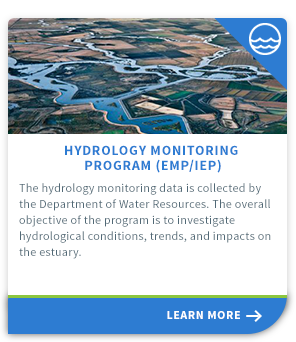 HYDROLOGY MONITORING
PROGRAM (EMP/IEP)
The hydrology monitoring data is collected by
the Department of Water Resources. The overall
objective of the program is to investigate
hydrological conditions, trends, and impacts on
the estuary.
LEARN MORE →